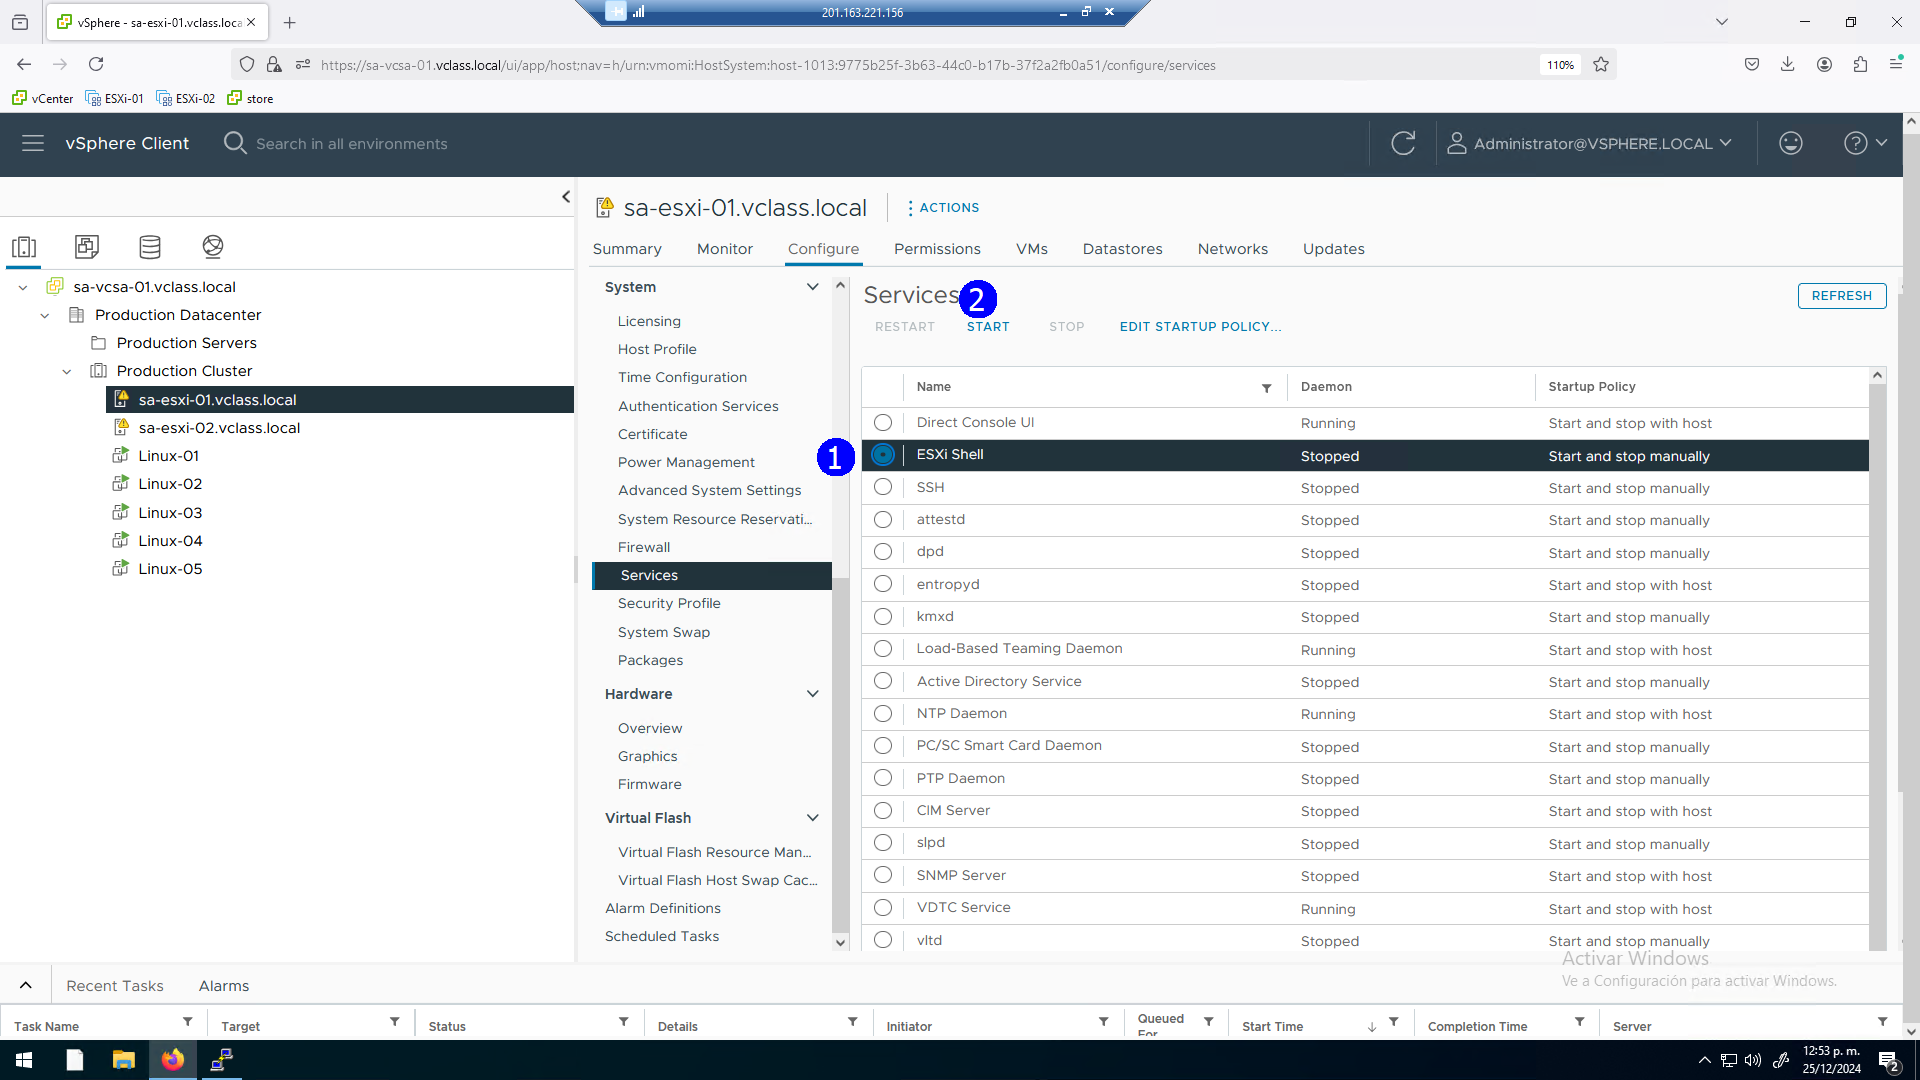 201.163.221.156
vSphere - sa-esxi-01.vclass.loca
https://sa-vcsa-01.vclass.local/ui/app/host;nav=h/urn:vmomi:HostSystem:host-1013:9775b25f-3b63-44c0-b17b-37f2a2fb0a51/configure/services
110%
vCenter ESXi-01 ESXi-02 store
vSphere Client
Search in all environments
Administrator@VSPHERE.LOCAL
sa-esxi-01.vclass.local
ACTIONS
Summary Monitor Configure Permissions VMs Datastores Networks Updates
sa-vcsa-01.vclass.local
Production Datacenter
Production Servers
Production Cluster
sa-esxi-01.vclass.local
sa-esxi-02.vclass.local
Linux-01
Linux-02
Linux-03
Linux-04
Linux-05
System
Licensing
Host Profile
Time Configuration
Authentication Services
Certificate
Power Management
Advanced System Settings
System Resource Reservati...
Firewall
Services
Security Profile
System Swap
Packages
Hardware
Overview
Graphics
Firmware
Virtual Flash
Virtual Flash Resource Man...
Virtual Flash Host Swap Cac...
Alarm Definitions
Scheduled Tasks
Services
2
REFRESH
RESTART START STOP EDIT STARTUP POLICY...
Name Daemon Startup Policy
Direct Console UI Running Start and stop with host
1
ESXi Shell Stopped Start and stop manually
SSH Stopped Start and stop manually
attestd Stopped Start and stop manually
dpd Stopped Start and stop manually
entropyd Stopped Start and stop with host
kmxd Stopped Start and stop manually
Load-Based Teaming Daemon Running Start and stop with host
Active Directory Service Stopped Start and stop manually
NTP Daemon Running Start and stop with host
PC/SC Smart Card Daemon Stopped Start and stop manually
PTP Daemon Stopped Start and stop manually
CIM Server Stopped Start and stop with host
slpd Stopped Start and stop manually
SNMP Server Stopped Start and stop with host
VDTC Service Running Start and stop with host
vltd Stopped Start and stop manually
Activar Windows
Ve a Configuración para activar Windows.
Recent Tasks Alarms
Task Name Target Status Details Initiator Queued For Start Time Completion Time Server
12:53 p. m.
25/12/2024
2